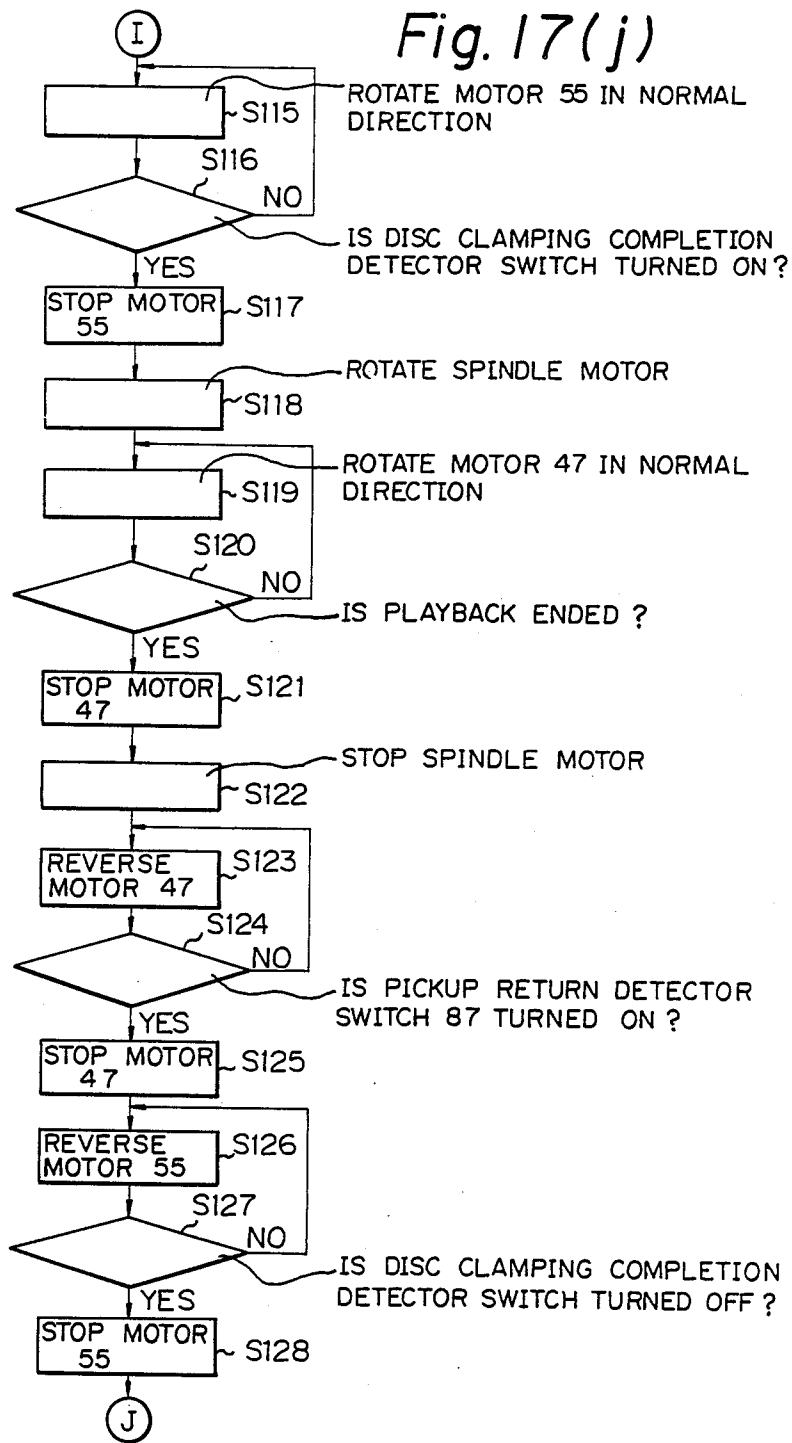 Fig. 17(j)
I
ROTATE MOTOR 55 IN NORMAL
DIRECTION
S115
S116
NO
IS DISC CLAMPING COMPLETION
DETECTOR SWITCH TURNED ON?
YES
STOP MOTOR
55
S117
ROTATE SPINDLE MOTOR
S118
ROTATE MOTOR 47 IN NORMAL
DIRECTION
S119
S120
NO
IS PLAYBACK ENDED?
YES
STOP MOTOR
47
S121
STOP SPINDLE MOTOR
S122
REVERSE
MOTOR 47
S123
S124
NO
IS PICKUP RETURN DETECTOR
SWITCH 87 TURNED ON?
YES
STOP MOTOR
47
S125
REVERSE
MOTOR 55
S126
S127
NO
IS DISC CLAMPING COMPLETION
DETECTOR SWITCH TURNED OFF?
YES
STOP MOTOR
55
S128
J